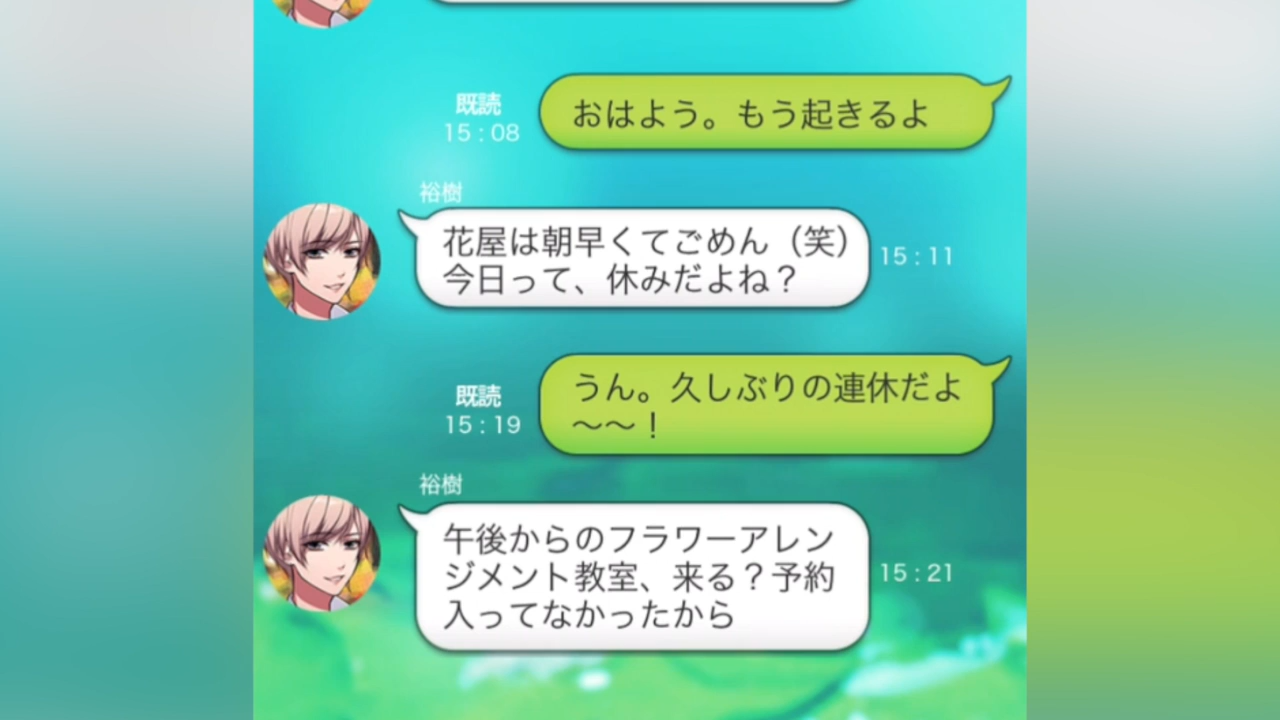 既読
15:08
おはよう。もう起きるよ
裕樹
花屋は朝早くてごめん（笑）
今日って、休みだよね？
15:11
既読
15:19
うん。久しぶりの連休だよ
〜〜！
裕樹
午後からのフラワーアレン
ジメント教室、来る？予約
入ってなかったから
15:21